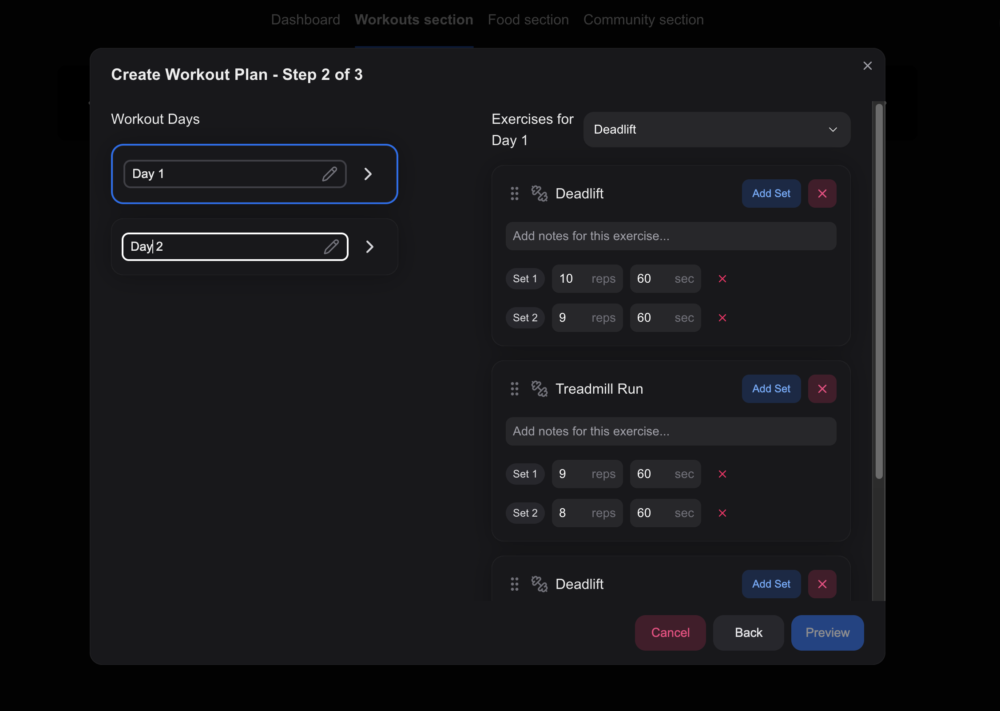 Dashboard Workouts section Food section Community section
Create Workout Plan - Step 2 of 3
Workout Days
Day 1
Day 2
Exercises for
Day 1
Deadlift
Deadlift
Add Set
Add notes for this exercise...
Set 1 10 reps 60 sec
Set 2 9 reps 60 sec
Treadmill Run
Add Set
Add notes for this exercise...
Set 1 9 reps 60 sec
Set 2 8 reps 60 sec
Deadlift
Add Set
Cancel Back Preview